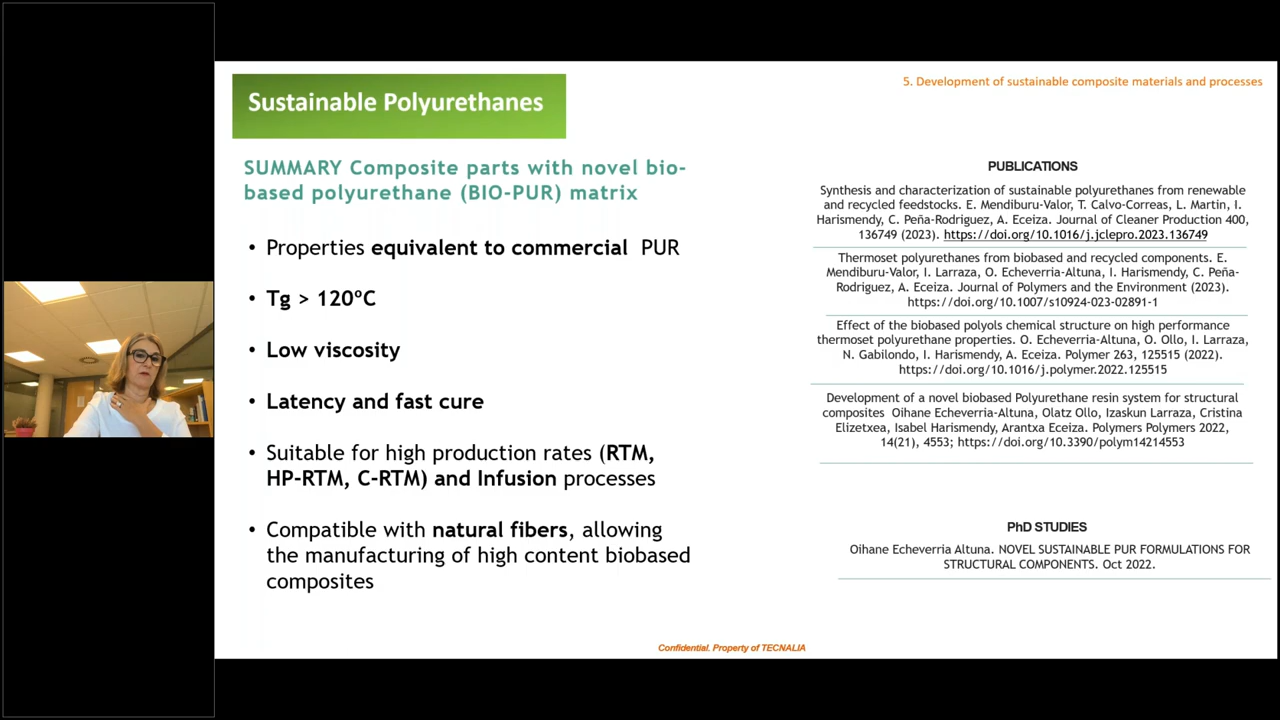 Sustainable Polyurethanes
5. Development of sustainable composite materials and processes
SUMMARY Composite parts with novel bio-
based polyurethane (BIO-PUR) matrix
• Properties equivalent to commercial PUR
• Tg > 120ºC
• Low viscosity
• Latency and fast cure
• Suitable for high production rates (RTM,
HP-RTM, C-RTM) and Infusion processes
• Compatible with natural fibers, allowing
the manufacturing of high content biobased
composites
PUBLICATIONS
Synthesis and characterization of sustainable polyurethanes from renewable
and recycled feedstocks. E. Mendiburu-Valor, T. Calvo-Correas, L. Martin, I.
Harismendy, C. Peña-Rodriguez, A. Eceiza. Journal of Cleaner Production 400,
136749 (2023). https://doi.org/10.1016/j.jclepro.2023.136749
Thermoset polyurethanes from biobased and recycled components. E.
Mendiburu-Valor, I. Larraza, O. Echeverria-Altuna, I. Harismendy, C. Peña-
Rodriguez, A. Eceiza. Journal of Polymers and the Environment (2023).
https://doi.org/10.1007/s10924-023-02891-1
Effect of the biobased polyols chemical structure on high performance
thermoset polyurethane properties. O. Echeverria-Altuna, O. Ollo, I. Larraza,
N. Gabilondo, I. Harismendy, A. Eceiza. Polymer 263, 125515 (2022).
https://doi.org/10.1016/j.polymer.2022.125515
Development of a novel biobased Polyurethane resin system for structural
composites Oihane Echeverria-Altuna, Olatz Ollo, Izaskun Larraza, Cristina
Elizetxea, Isabel Harismendy, Arantxa Eceiza. Polymers Polymers 2022,
14(21), 4553; https://doi.org/10.3390/polym14214553
PhD STUDIES
Oihane Echeverria Altuna. NOVEL SUSTAINABLE PUR FORMULATIONS FOR
STRUCTURAL COMPONENTS. Oct 2022.
Confidential. Property of TECNALIA